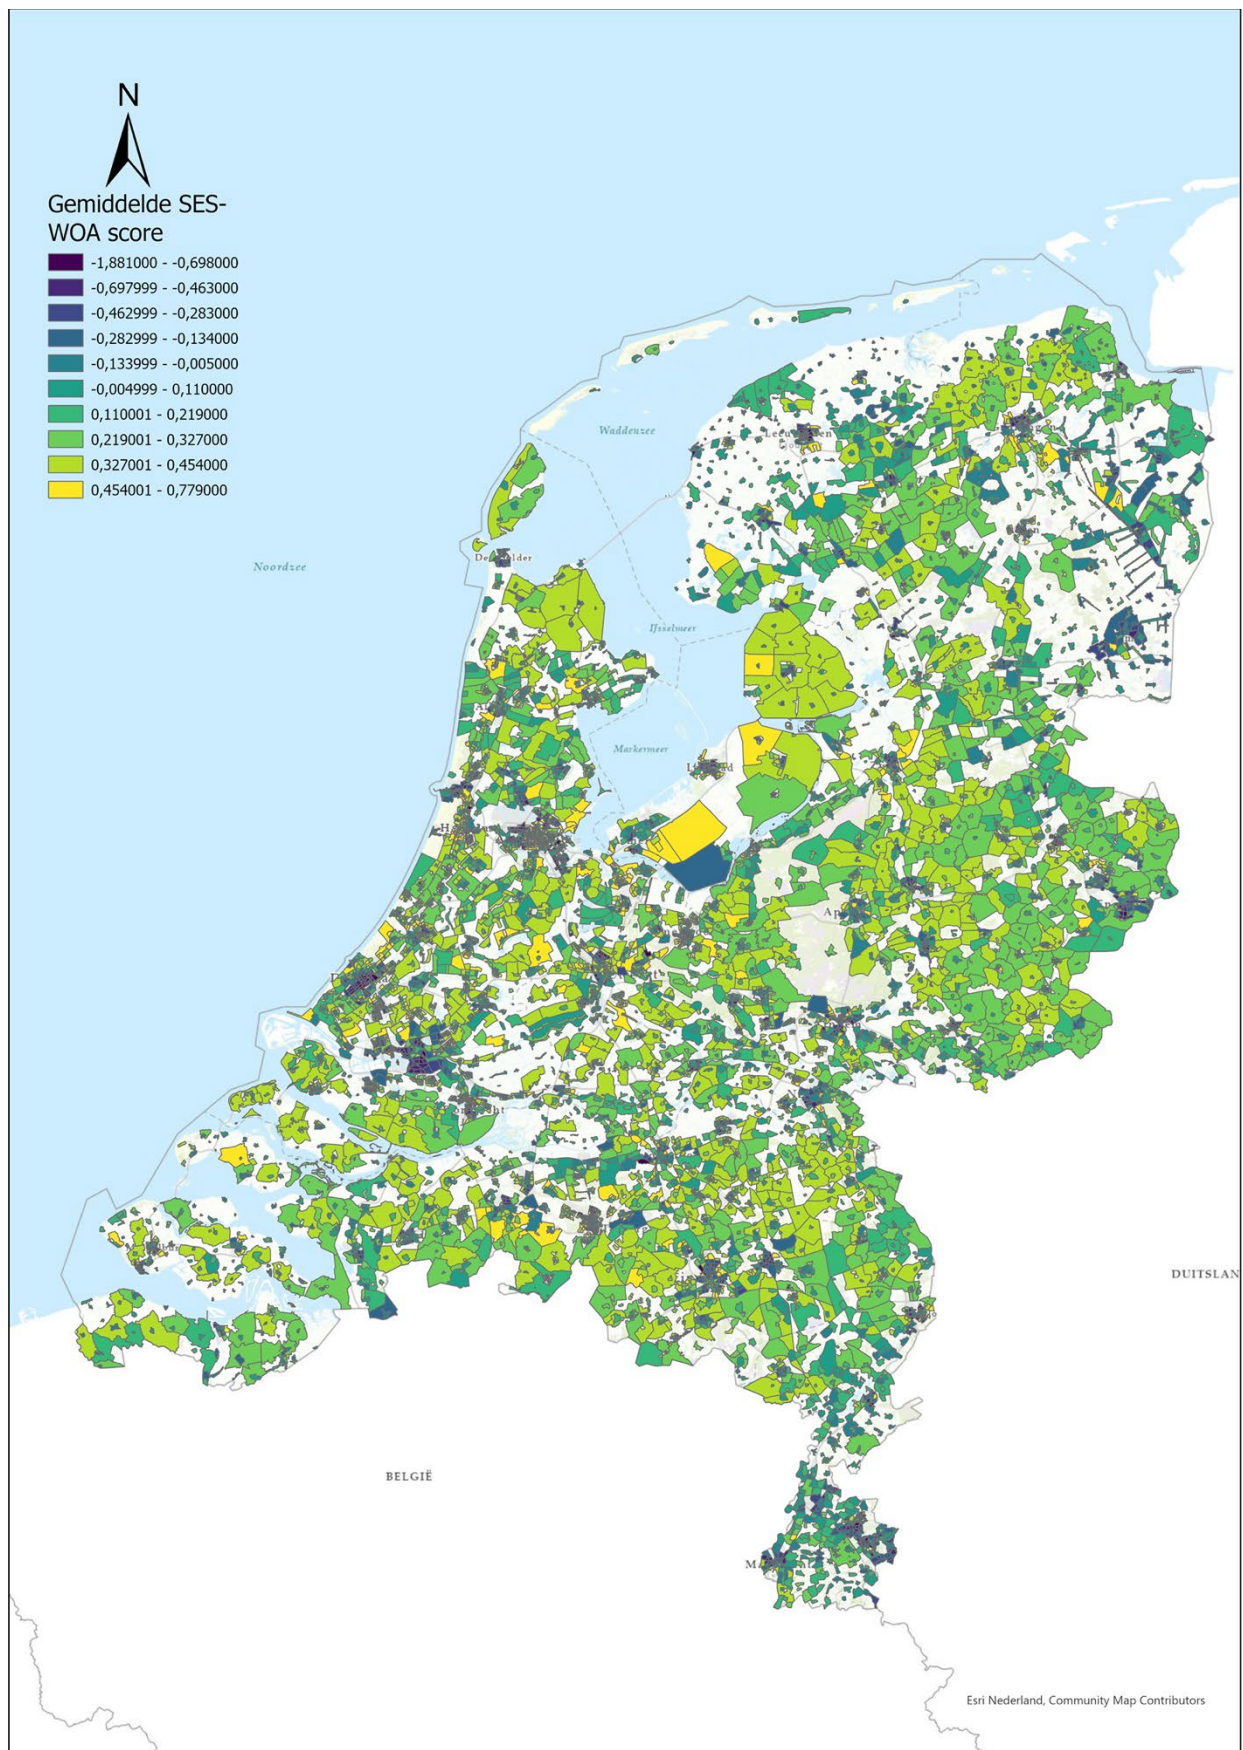 N
Gemiddelde SES-
WOA score
-1,881000 - -0,698000
-0,697999 - -0,463000
-0,462999 - -0,283000
-0,282999 - -0,134000
-0,133999 - -0,005000
-0,004999 - 0,110000
0,110001 - 0,219000
0,219001 - 0,327000
0,327001 - 0,454000
0,454001 - 0,779000
Waddenzee
Noordzee
IJsselmeer
Markermeer
DUITSLAN
BELGIË
Esri Nederland, Community Map Contributors